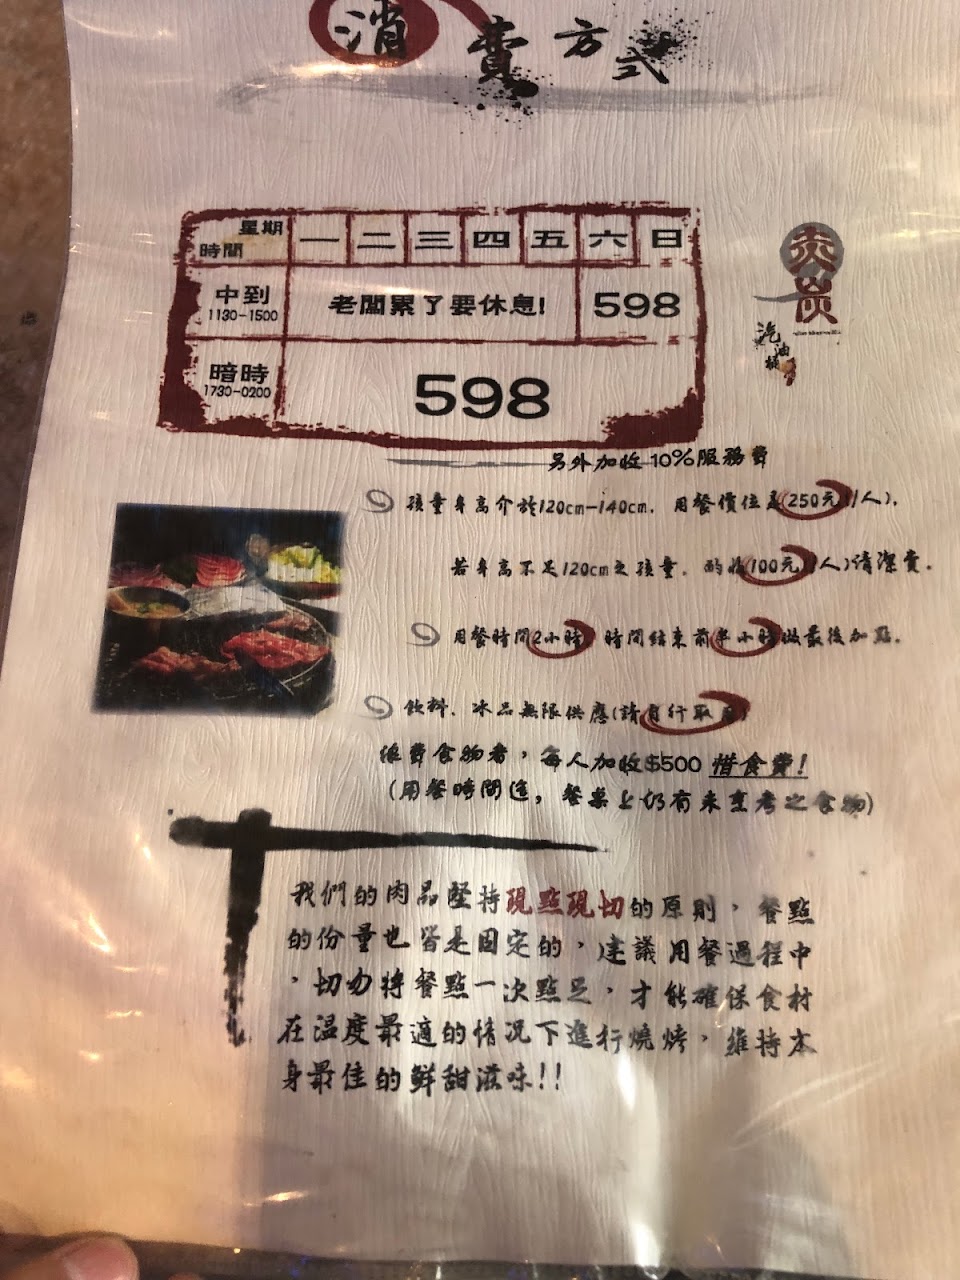 消費方式
星期
時間
一 二 三 四 五 六 日
中到
1130-1500
老闆累了要休息!
598
暗時
1730-0200
598
炎炭
汽油桶
另外加收10%服務費
孩童身高介於120cm-140cm，用餐價位是250元(1人)。
若身高不足120cm之孩童，酌收100元(1人)清潔費。
用餐時間2小時 時間結束前半小時做最後加點。
飲料、冰品無限供應(請自行取用)
浪費食物者，每人加收$500 惜食費!
(用餐時間迄，餐桌上仍有未烹考之食物)
我們的肉品堅持現點現切的原則，餐點
的份量也皆是固定的，建議用餐過程中
，切勿將餐點一次點足，才能確保食材
在溫度最適的情況下進行燒烤，維持本
身最佳的鮮甜滋味!!